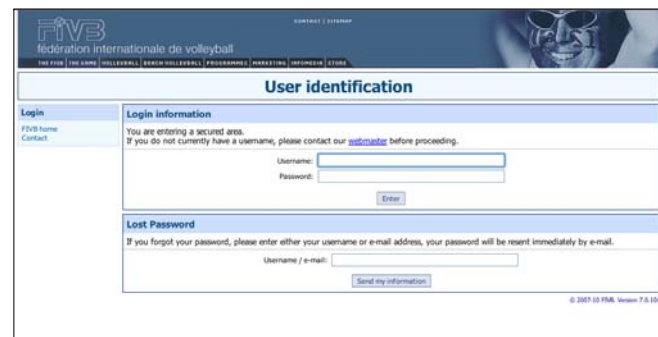 FIVB
CONTACT | SITEMAP
fédération internationale de volleyball
THE FIVB | THE GAME | VOLLEYBALL | BEACH VOLLEYBALL | PROGRAMMES | MARKETING | INFOMEDIA | STORE
User identification
Login
FIVB home
Contact
Login information
You are entering a secured area.
If you do not currently have a username, please contact our webmaster before proceeding.
Username:
Password:
Enter
Lost Password
If you forgot your password, please enter either your username or e-mail address, your password will be resent immediately by e-mail.
Username / e-mail:
Send my information
© 2007-10 FIVB. Version